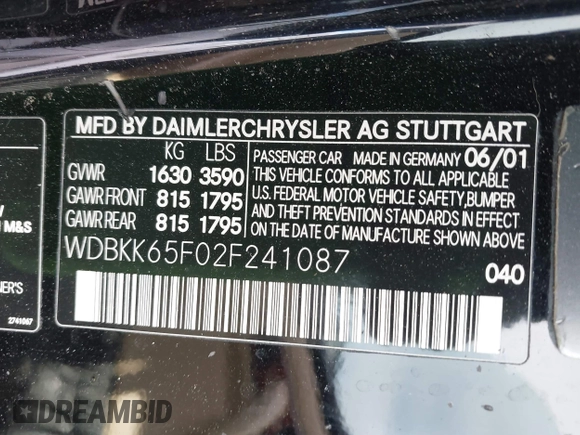 MFD BY DAIMLERCHRYSLER AG STUTTGART
KG LBS
GVWR 1630 3590
GAWR FRONT 815 1795
GAWR REAR 815 1795
PASSENGER CAR MADE IN GERMANY 06/01
THIS VEHICLE CONFORMS TO ALL APPLICABLE
U.S. FEDERAL MOTOR VEHICLE SAFETY,BUMPER
AND THEFT PREVENTION STANDARDS IN EFFECT
ON THE DATE OF MANUFACTURE SHOWN ABOVE
WDBKK65F02F241087
040
M&S
NER'S
2741067
DREAMBID